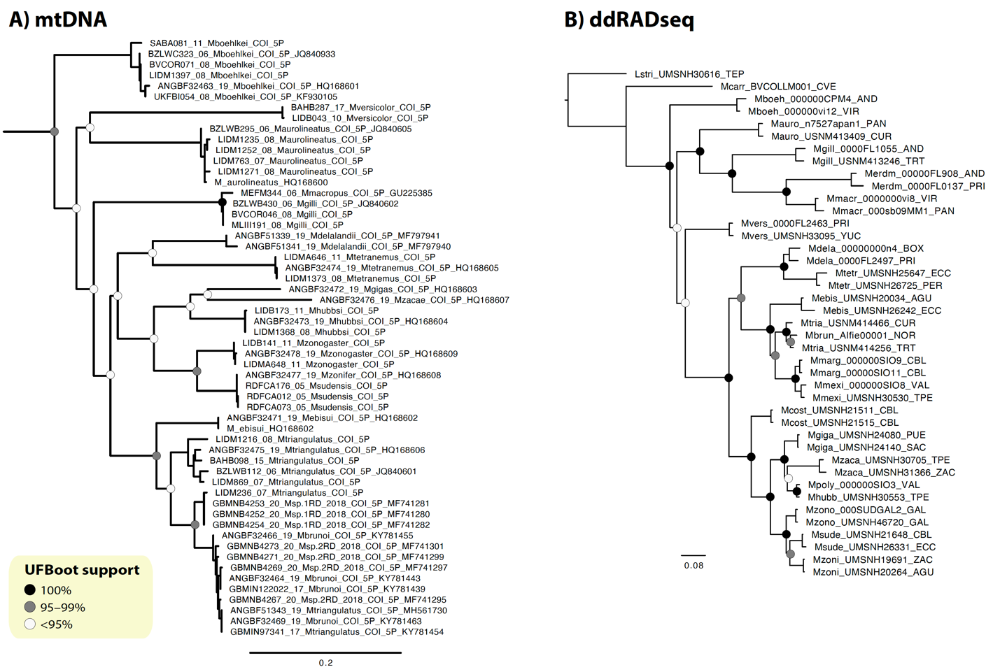 A) mtDNA
SABA081_11_Mboehlkei_COI_5P
BZLWC323_06_Mboehlkei_COI_5P_JQ840933
BVCOR071_08_Mboehlkei_COI_5P
LIDM1397_08_Mboehlkei_COI_5P
ANGBF32463_19_Mboehlkei_COI_5P_HQ168601
UKFBI054_08_Mboehlkei_COI_5P_KF930105
BAHB287_17_Mversicolor_COI_5P
LIDB043_10_Mversicolor_COI_5P
BZLWB295_06_Maurolineatus_COI_5P_JQ840605
LIDM1235_08_Maurolineatus_COI_5P
LIDM1252_08_Maurolineatus_COI_5P
LIDM763_07_Maurolineatus_COI_5P
LIDM1271_08_Maurolineatus_COI_5P
M_aurolineatus_HQ168600
MEFM344_06_Mmacropus_COI_5P_GU225385
BZLWB430_06_Mgilli_COI_5P_JQ840602
BVCOR046_08_Mgilli_COI_5P
MLIII191_08_Mgilli_COI_5P
ANGBF51339_19_Mdelalandii_COI_5P_MF797941
ANGBF51341_19_Mdelalandii_COI_5P_MF797940
LIDMA646_11_Mtetranemus_COI_5P
ANGBF32474_19_Mtetranemus_COI_5P_HQ168605
LIDM1373_08_Mtetranemus_COI_5P
ANGBF32472_19_Mgigas_COI_5P_HQ168603
ANGBF32476_19_Mzacae_COI_5P_HQ168607
LIDB173_11_Mhubbsi_COI_5P
ANGBF32473_19_Mhubbsi_COI_5P_HQ168604
LIDM1368_08_Mhubbsi_COI_5P
LIDB141_11_Mzonogaster_COI_5P
ANGBF32478_19_Mzonogaster_COI_5P_HQ168609
LIDMA648_11_Mzonogaster_COI_5P
ANGBF32477_19_Mzonifer_COI_5P_HQ168608
RDFCA176_05_Msudensis_COI_5P
RDFCA012_05_Msudensis_COI_5P
RDFCA073_05_Msudensis_COI_5P
ANGBF32471_19_Mebisui_COI_5P_HQ168602
M_ebisui_HQ168602
LIDM1216_08_Mtriangulatus_COI_5P
ANGBF32475_19_Mtriangulatus_COI_5P_HQ168606
BAHB098_15_Mtriangulatus_COI_5P
BZLWB112_06_Mtriangulatus_COI_5P_JQ840601
LIDM869_07_Mtriangulatus_COI_5P
LIDM236_07_Mtriangulatus_COI_5P
GBMNB4253_20_Msp.1RD_2018_COI_5P_MF741281
GBMNB4252_20_Msp.1RD_2018_COI_5P_MF741280
GBMNB4254_20_Msp.1RD_2018_COI_5P_MF741282
ANGBF32466_19_Mbrunoi_COI_5P_KY781455
GBMNB4273_20_Msp.2RD_2018_COI_5P_MF741301
GBMNB4271_20_Msp.2RD_2018_COI_5P_MF741299
GBMNB4269_20_Msp.2RD_2018_COI_5P_MF741297
ANGBF32464_19_Mbrunoi_COI_5P_KY781443
GBMIN122022_17_Mbrunoi_COI_5P_KY781439
GBMNB4267_20_Msp.2RD_2018_COI_5P_MF741295
ANGBF51343_19_Mtriangulatus_COI_5P_MH561730
ANGBF32469_19_Mbrunoi_COI_5P_KY781463
GBMIN97341_17_Mtriangulatus_COI_5P_KY781454
0.2
UFBoot support
100%
95–99%
<95%
B) ddRADseq
Lstri_UMSNH30616_TEP
Mcarr_BVCOLLM001_CVE
Mboeh_000000CPM4_AND
Mboeh_000000vi12_VIR
Mauro_n7527apan1_PAN
Mauro_USNM413409_CUR
Mgill_0000FL1055_AND
Mgill_USNM413246_TRT
Merdm_00000FL908_AND
Merdm_0000FL0137_PRI
Mmacr_0000000vi8_VIR
Mmacr_000sb09MM1_PAN
Mvers_0000FL2463_PRI
Mvers_UMSNH33095_YUC
Mdela_00000000n4_BOX
Mdela_0000FL2497_PRI
Mtetr_UMSNH25647_ECC
Mtetr_UMSNH26725_PER
Mebis_UMSNH20034_AGU
Mebis_UMSNH26242_ECC
Mtria_USNM414466_CUR
Mbrun_Alfie00001_NOR
Mtria_USNM414256_TRT
Mmarg_000000SIO9_CBL
Mmarg_00000SIO11_CBL
Mmexi_000000SIO8_VAL
Mmexi_UMSNH30530_TPE
Mcost_UMSNH21511_CBL
Mcost_UMSNH21515_CBL
Mgiga_UMSNH24080_PUE
Mgiga_UMSNH24140_SAC
Mzaca_UMSNH30705_TPE
Mzaca_UMSNH31366_ZAC
Mpoly_000000SIO3_VAL
Mhubb_UMSNH30553_TPE
Mzono_000SUDGAL2_GAL
Mzono_UMSNH46720_GAL
Msude_UMSNH21648_CBL
Msude_UMSNH26331_ECC
Mzoni_UMSNH19691_ZAC
Mzoni_UMSNH20264_AGU
0.08